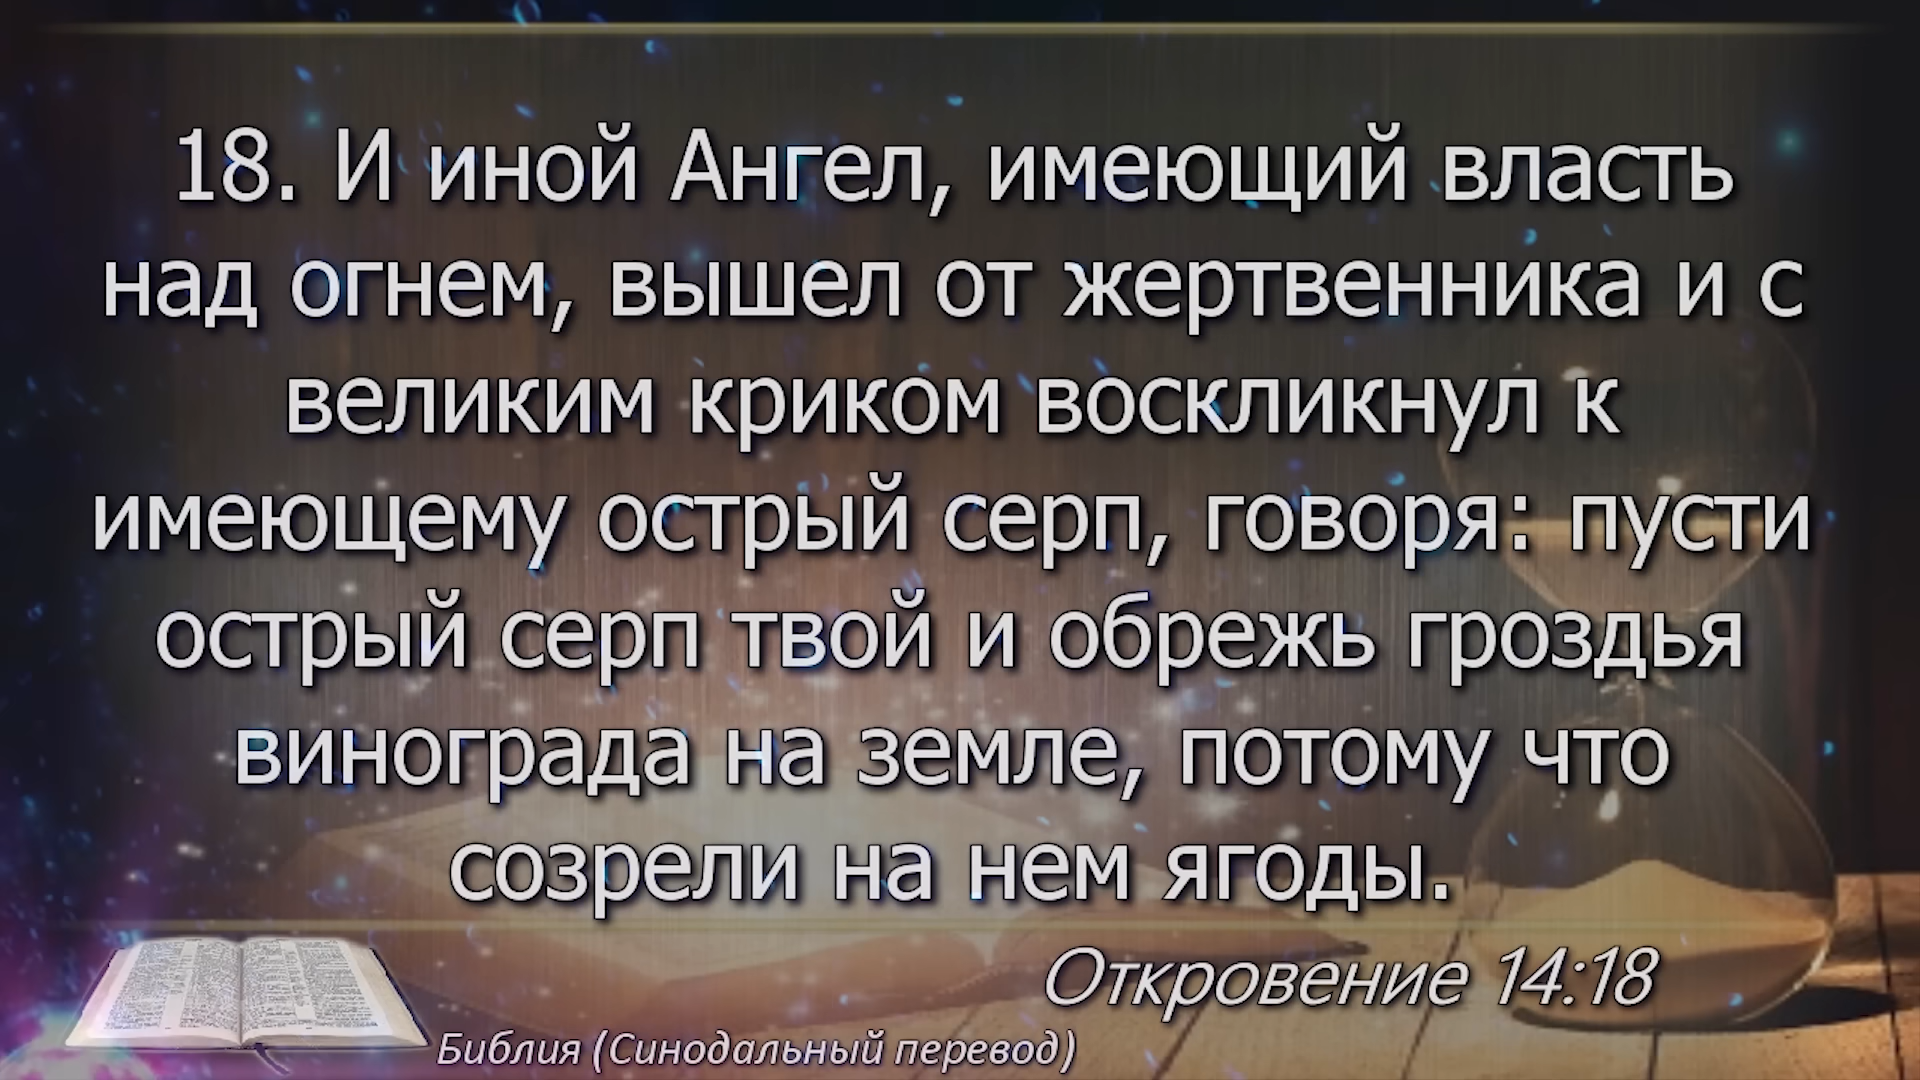 18. И иной Ангел, имеющий власть
над огнем, вышел от жертвенника и с
великим криком воскликнул к
имеющему острый серп, говоря: пусти
острый серп твой и обрежь гроздья
винограда на земле, потому что
созрели на нем ягоды.
Откровение 14:18
Библия (Синодальный перевод)